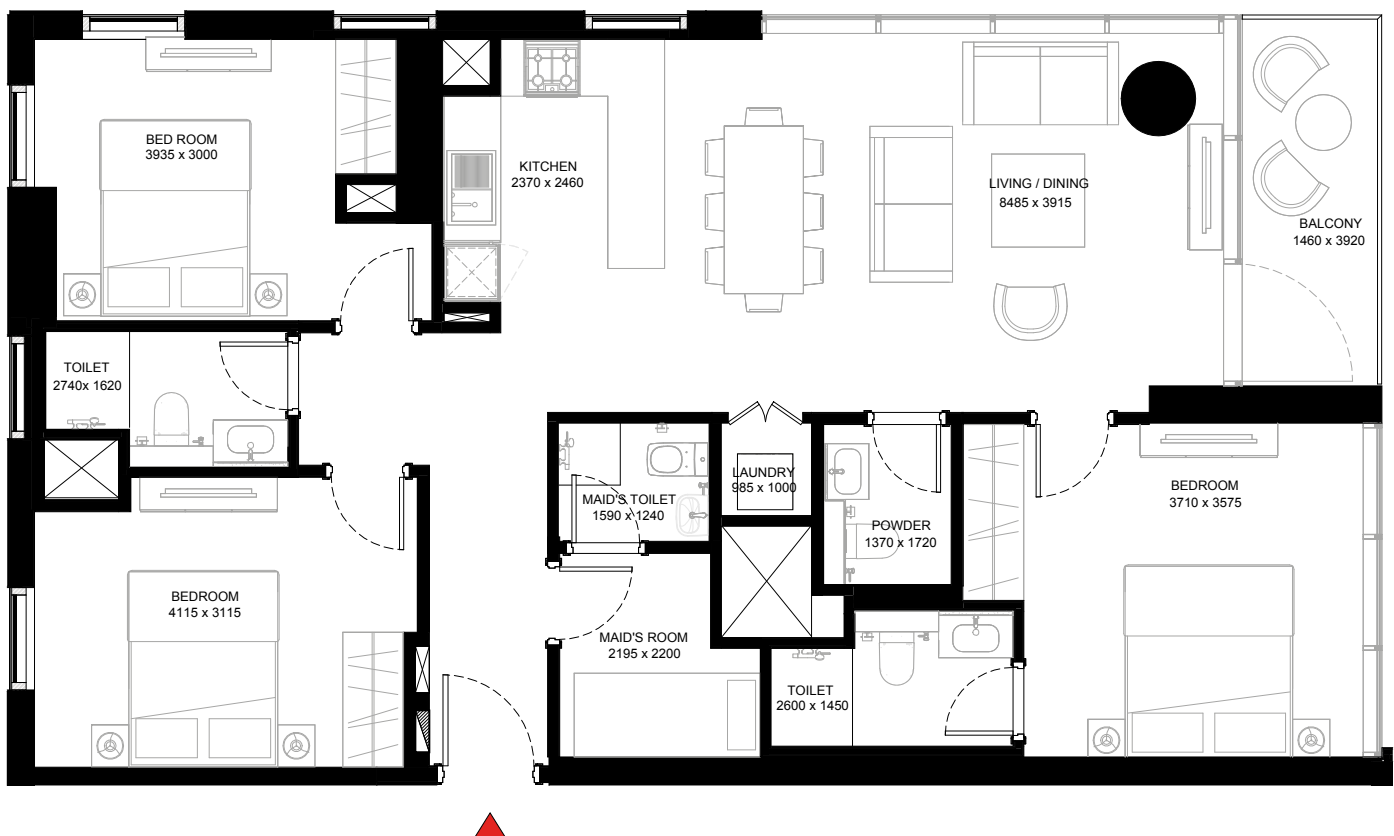 BED ROOM
3935 x 3000
KITCHEN
2370 x 2460
LIVING / DINING
8485 x 3915
BALCONY
1460 x 3920
TOILET
2740x 1620
LAUNDRY
985 x 1000
MAID'S TOILET
1590 x 1240
POWDER
1370 x 1720
BEDROOM
3710 x 3575
BEDROOM
4115 x 3115
MAID'S ROOM
2195 x 2200
TOILET
2600 x 1450